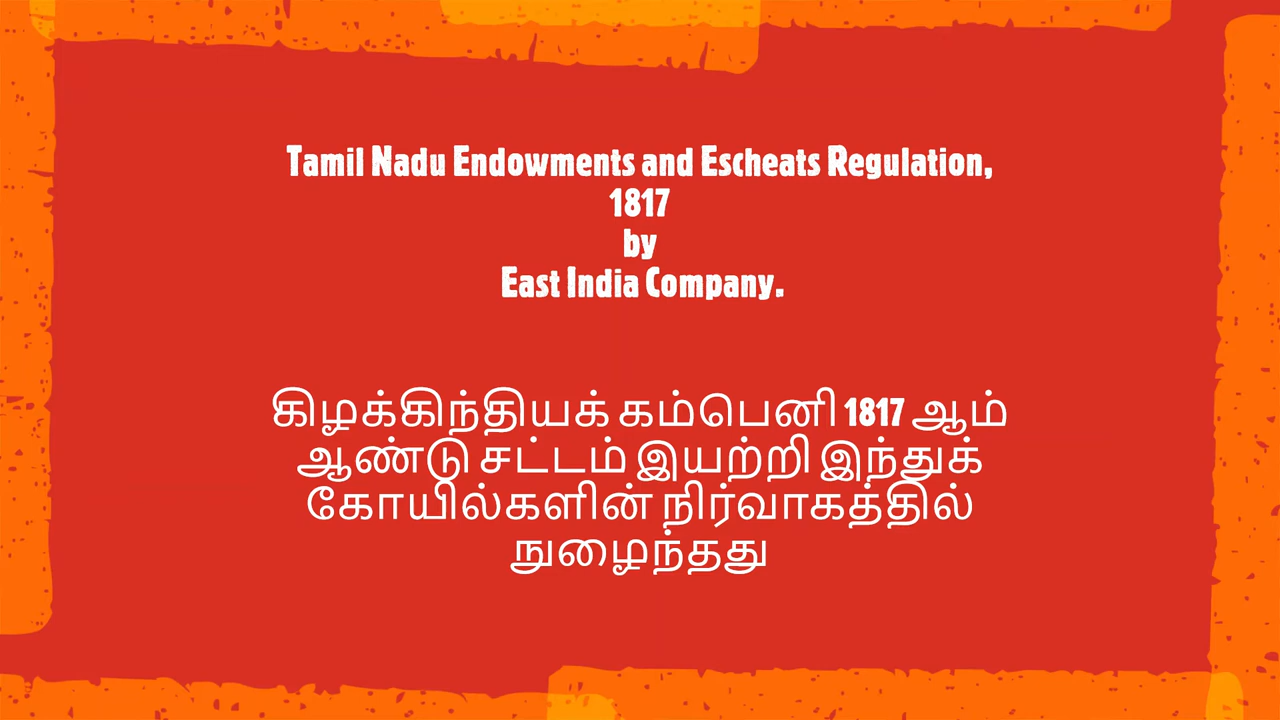 Tamil Nadu Endowments and Escheats Regulation,
1817
by
East India Company.
கிழக்கிந்தியக் கம்பெனி 1817 ஆம்
ஆண்டு சட்டம் இயற்றி இந்துக்
கோயில்களின் நிர்வாகத்தில்
நுழைந்தது